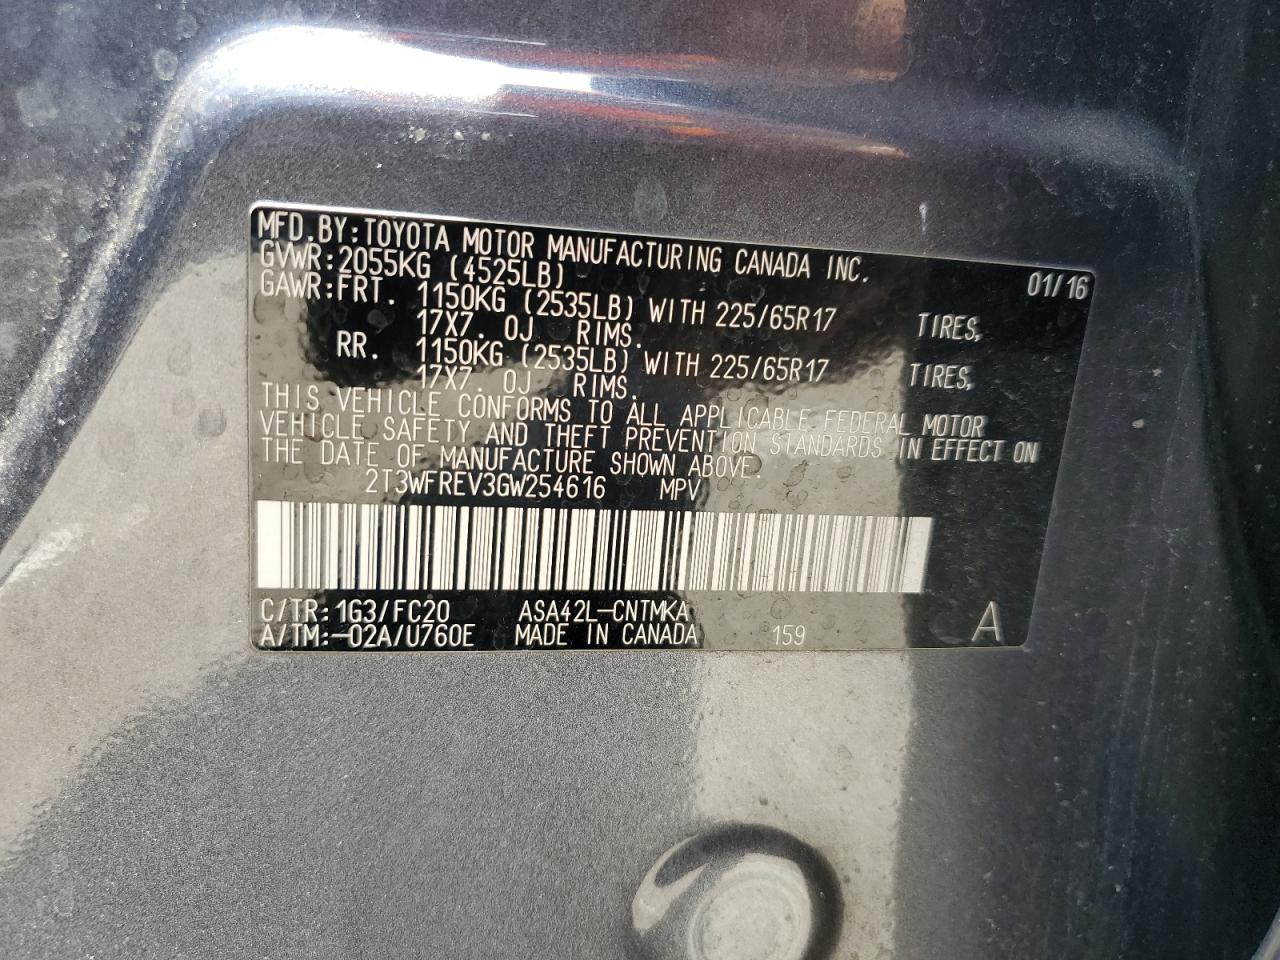 MFD. BY: TOYOTA MOTOR MANUFACTURING CANADA INC. 01/16
GVWR: 2055KG (4525LB)
GAWR: FRT. 1150KG (2535LB) WITH 225/65R17 TIRES,
17X7. 0J RIMS.
RR. 1150KG (2535LB) WITH 225/65R17 TIRES,
17X7. 0J RIMS.
THIS VEHICLE CONFORMS TO ALL APPLICABLE FEDERAL MOTOR
VEHICLE SAFETY AND THEFT PREVENTION STANDARDS IN EFFECT ON
THE DATE OF MANUFACTURE SHOWN ABOVE.
2T3WFREV3GW254616 MPV
C/TR: 1G3/FC20 ASA42L-CNTMKA
A/TM: -02A/U760E MADE IN CANADA 159 A